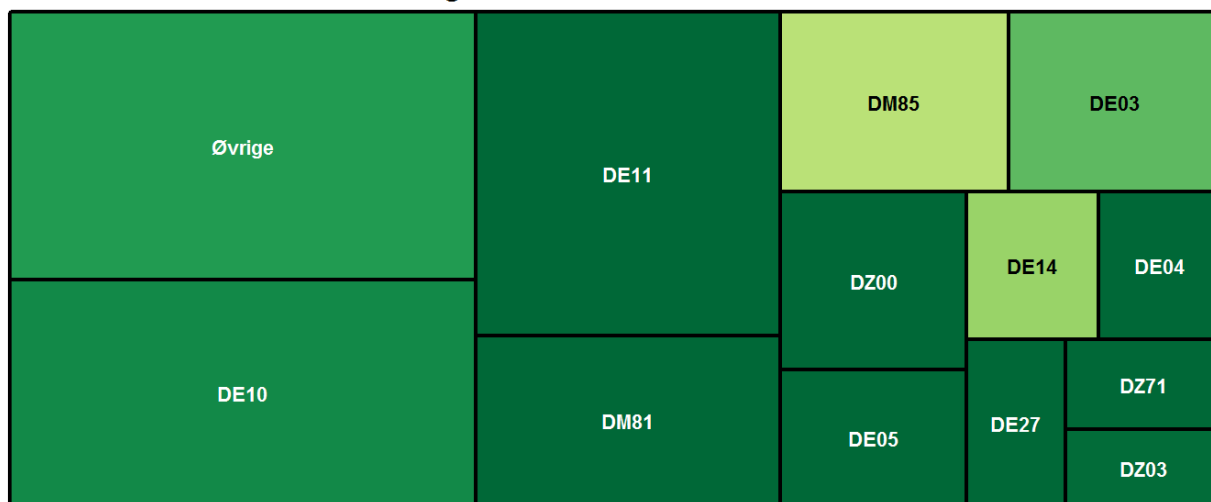 Øvrige
DE10
DE11
DM81
DM85
DE03
DZ00
DE05
DE14
DE04
DE27
DZ71
DZ03